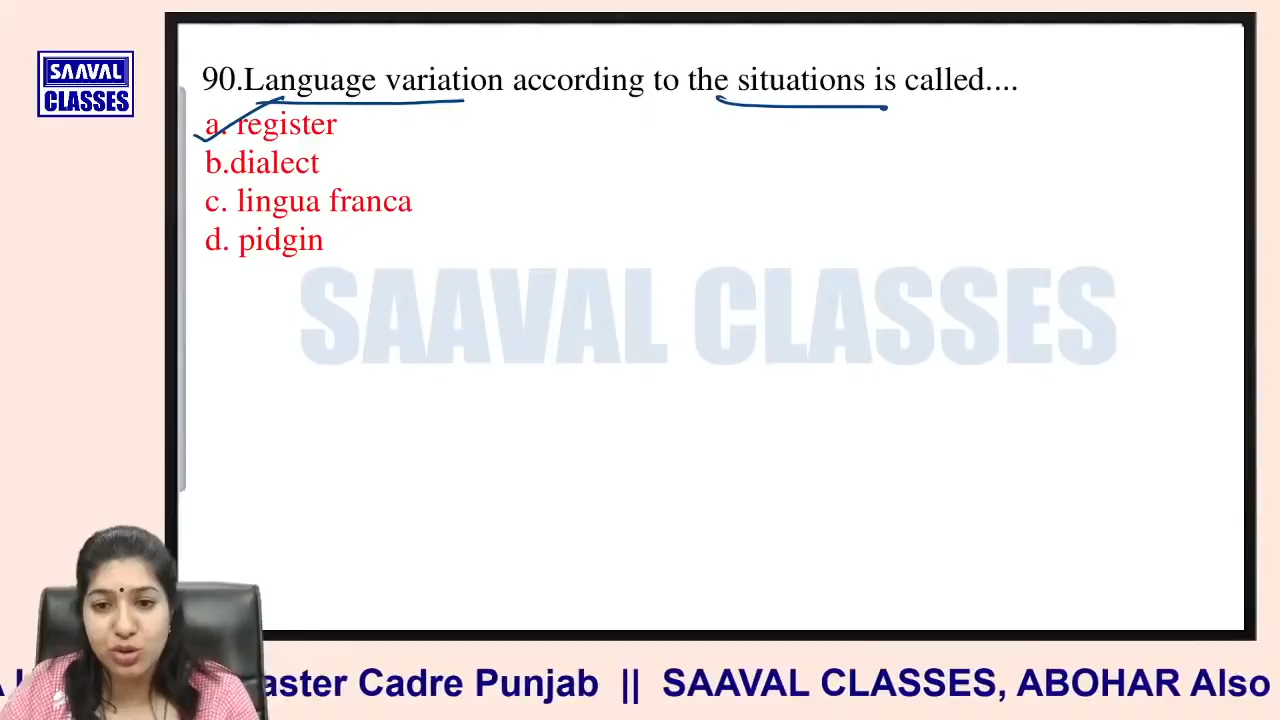 SAAVAL
CLASSES
90.Language variation according to the situations is called....
a. register
b.dialect
c. lingua franca
d. pidgin
SAAVAL CLASSES
aster Cadre Punjab || SAAVAL CLASSES, ABOHAR Also